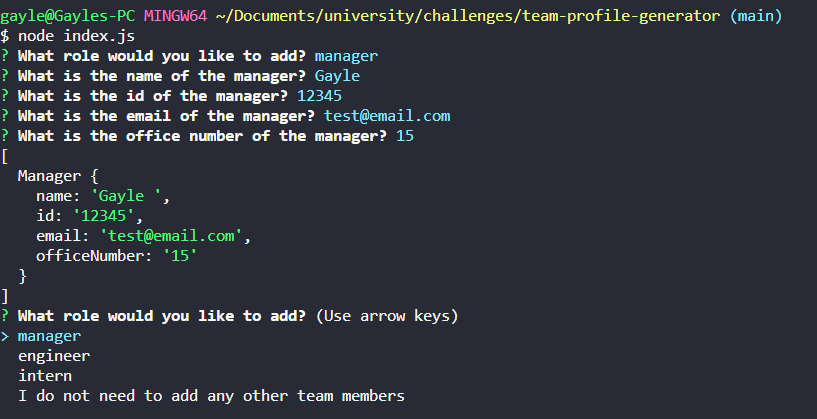 gayle@Gayles-PC MINGW64 ~/Documents/university/challenges/team-profile-generator (main)
$ node index.js
? What role would you like to add? manager
? What is the name of the manager? Gayle
? What is the id of the manager? 12345
? What is the email of the manager? test@email.com
? What is the office number of the manager? 15
[
  Manager {
    name: 'Gayle ',
    id: '12345',
    email: 'test@email.com',
    officeNumber: '15'
  }
]
? What role would you like to add? (Use arrow keys)
> manager
  engineer
  intern
  I do not need to add any other team members